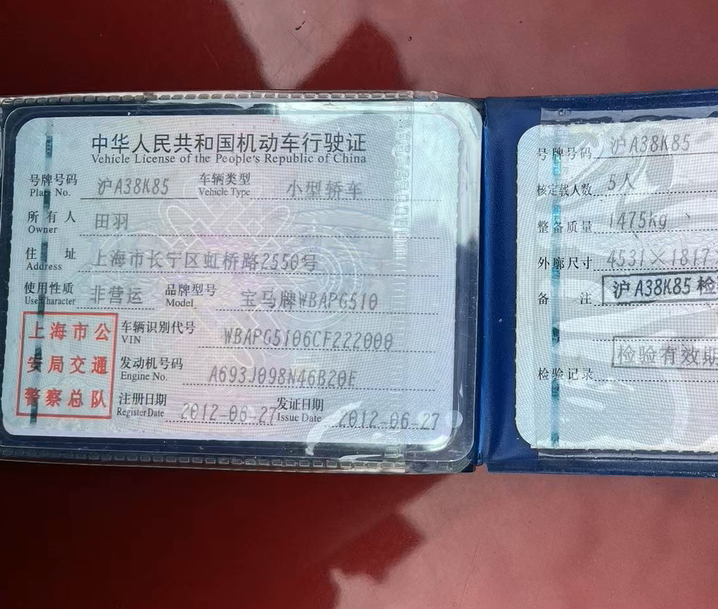 中华人民共和国机动车行驶证
Vehicle License of the People's Republic of China
号牌号码 沪A38K85 车辆类型 小型轿车
Plate No. Vehicle Type
所有人 田羽
Owner
住址 上海市长宁区虹桥路2550号
Address
使用性质 非营运 品牌型号 宝马牌WBAPG510
Use Character Model
上海市公
安局交通
警察总队
车辆识别代号 WBAPG5106CF222000
VIN
发动机号码 A693J098N46B20E
Engine No.
注册日期 2012-06-27 发证日期 2012-06-27
Register Date Issue Date
号牌号码 沪A38K85
核定载人数 5人
整备质量 1475kg
外廓尺寸 4531×1817
备注 沪A38K85 检
检验有效期
检验记录